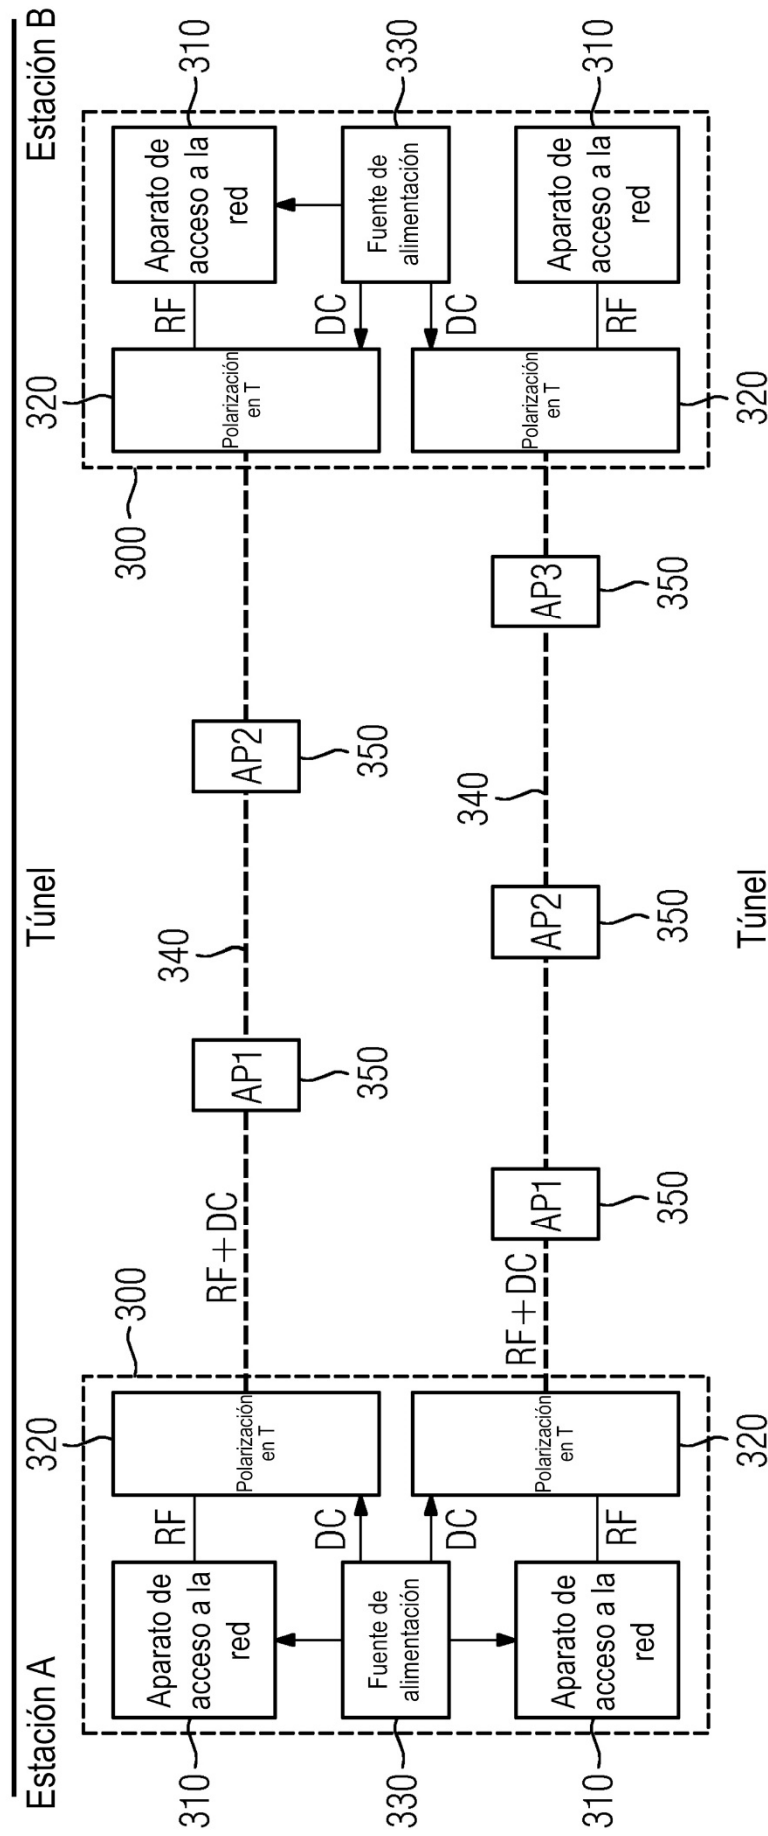 Estación A
Túnel
Estación B
320
320
300
300
310
Aparato de
acceso a la
red
RF
Polarización
en T
RF+DC
AP1
340
AP2
Polarización
en T
RF
Aparato de
acceso a la
red
310
350
350
DC
DC
330
Fuente de
alimentación
Fuente de
alimentación
330
DC
DC
310
Aparato de
acceso a la
red
RF
Polarización
en T
RF+DC
AP1
AP2
340
AP3
Polarización
en T
RF
Aparato de
acceso a la
red
310
350
350
350
320
320
Túnel